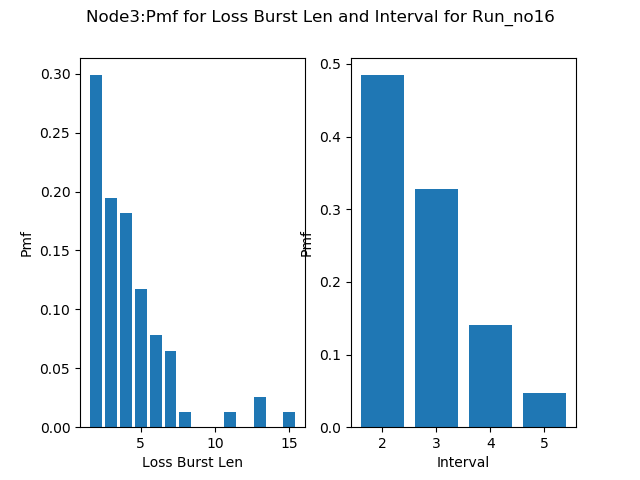 Node3:Pmf for Loss Burst Len and Interval for Run_no16
Pmf
0.30
0.25
0.20
0.15
0.10
0.05
0.00
5 10 15
Loss Burst Len
Pmf
0.5
0.4
0.3
0.2
0.1
0.0
2 3 4 5
Interval